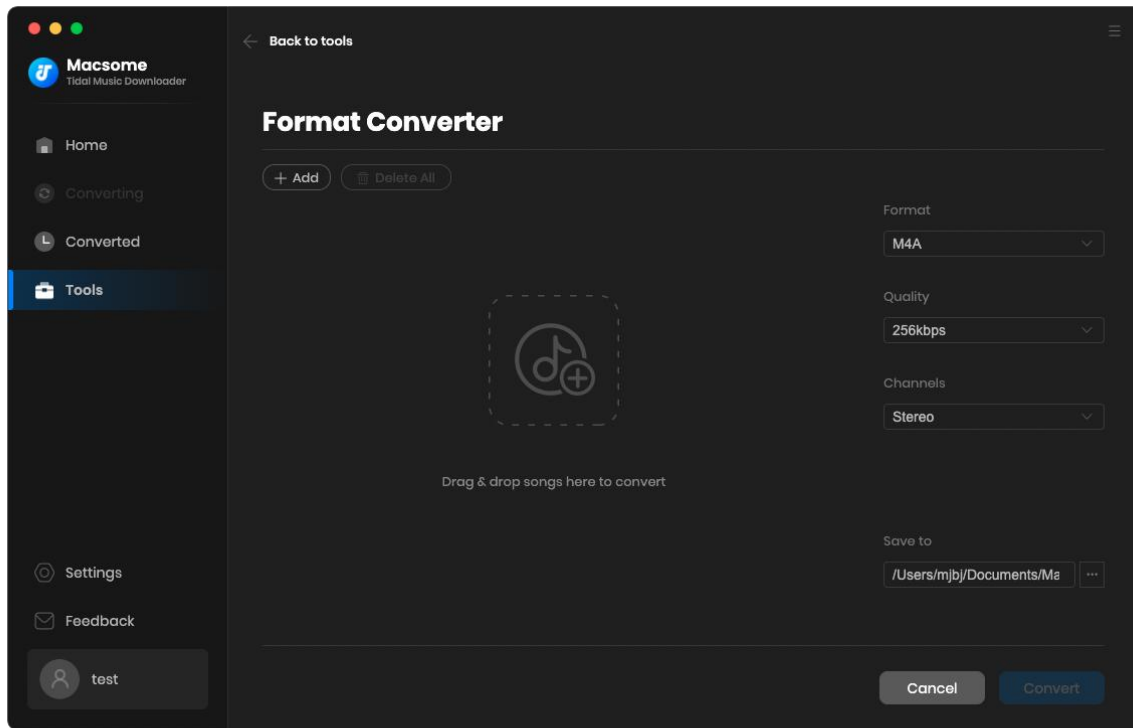 Macsome
Tidal Music Downloader
Home
Converting
Converted
Tools
Settings
Feedback
test
Back to tools
Format Converter
Add
Delete All
Drag & drop songs here to convert
Format
M4A
Quality
256kbps
Channels
Stereo
Save to
/Users/mjbj/Documents/Ma
...
Cancel
Convert